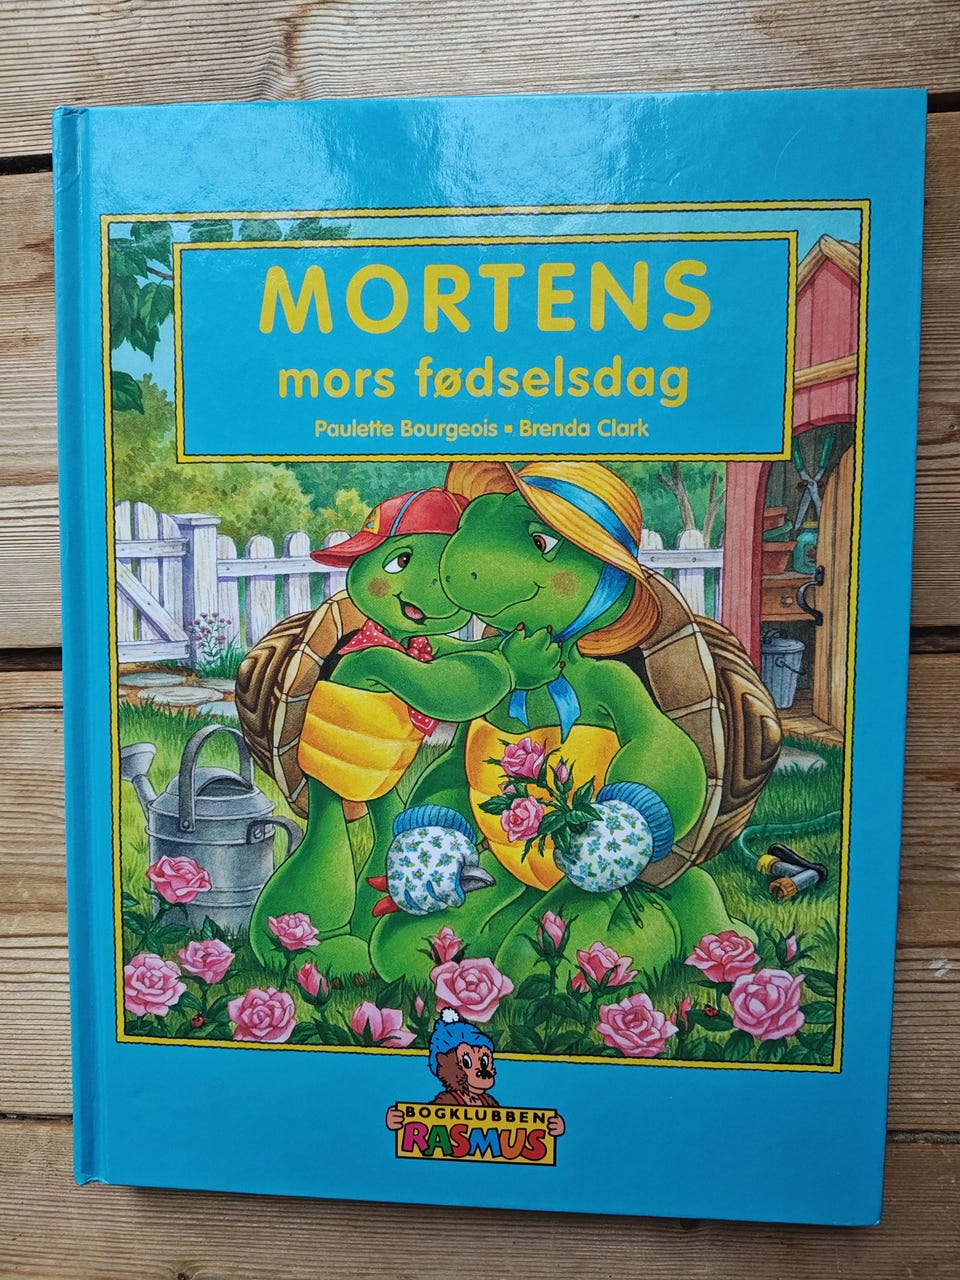 MORTENS
mors fødselsdag
Paulette Bourgeois ▪ Brenda Clark
BOGKLUBBEN
RASMUS